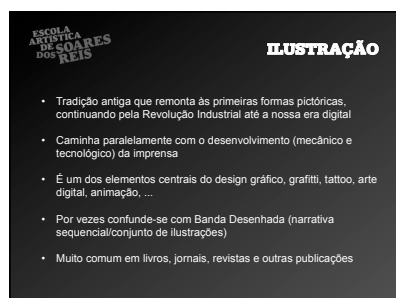 ESCOLA
ARTÍSTICA
DE SOARES
DOS REIS
ILUSTRAÇÃO
• Tradição antiga que remonta às primeiras formas pictóricas,
continuando pela Revolução Industrial até a nossa era digital
• Caminha paralelamente com o desenvolvimento (mecânico e
tecnológico) da imprensa
• É um dos elementos centrais do design gráfico, grafitti, tattoo, arte
digital, animação, ...
• Por vezes confunde-se com Banda Desenhada (narrativa
sequencial/conjunto de ilustrações)
• Muito comum em livros, jornais, revistas e outras publicações